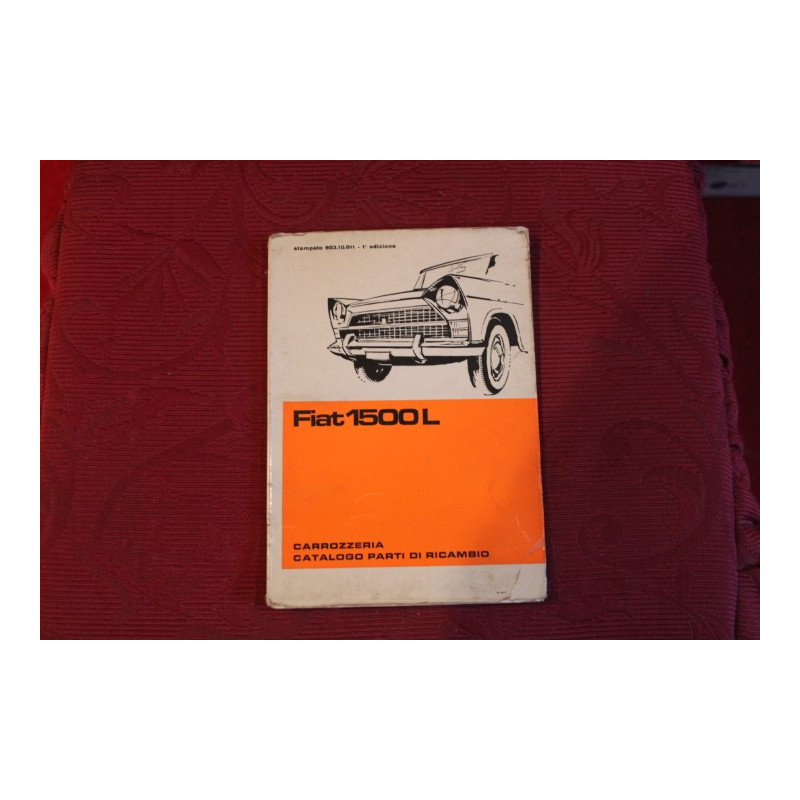 stampato 603.10.011 - 1ª edizione
Fiat 1500 L
CARROZZERIA
CATALOGO PARTI DI RICAMBIO